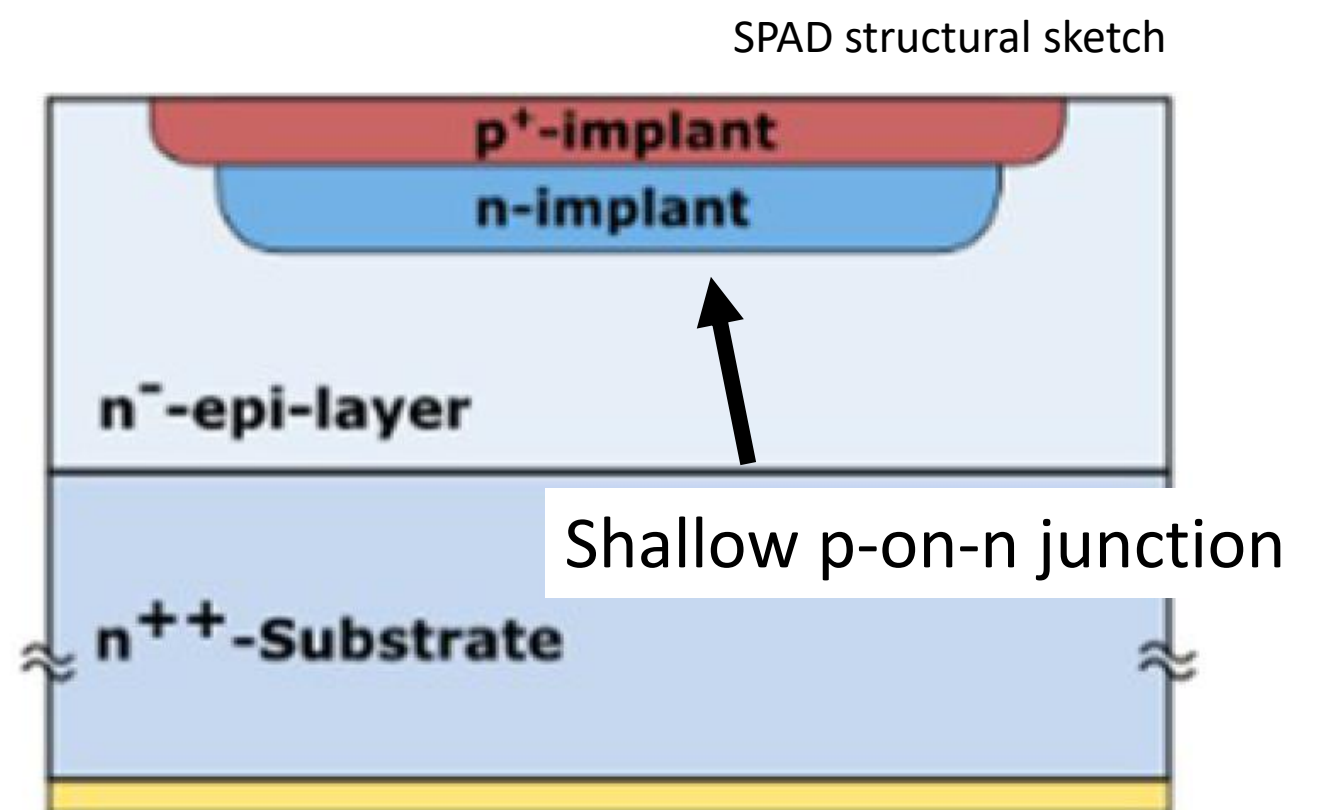 SPAD structural sketch
p⁺-implant
n-implant
n⁻-epi-layer
Shallow p-on-n junction
n⁺⁺-Substrate